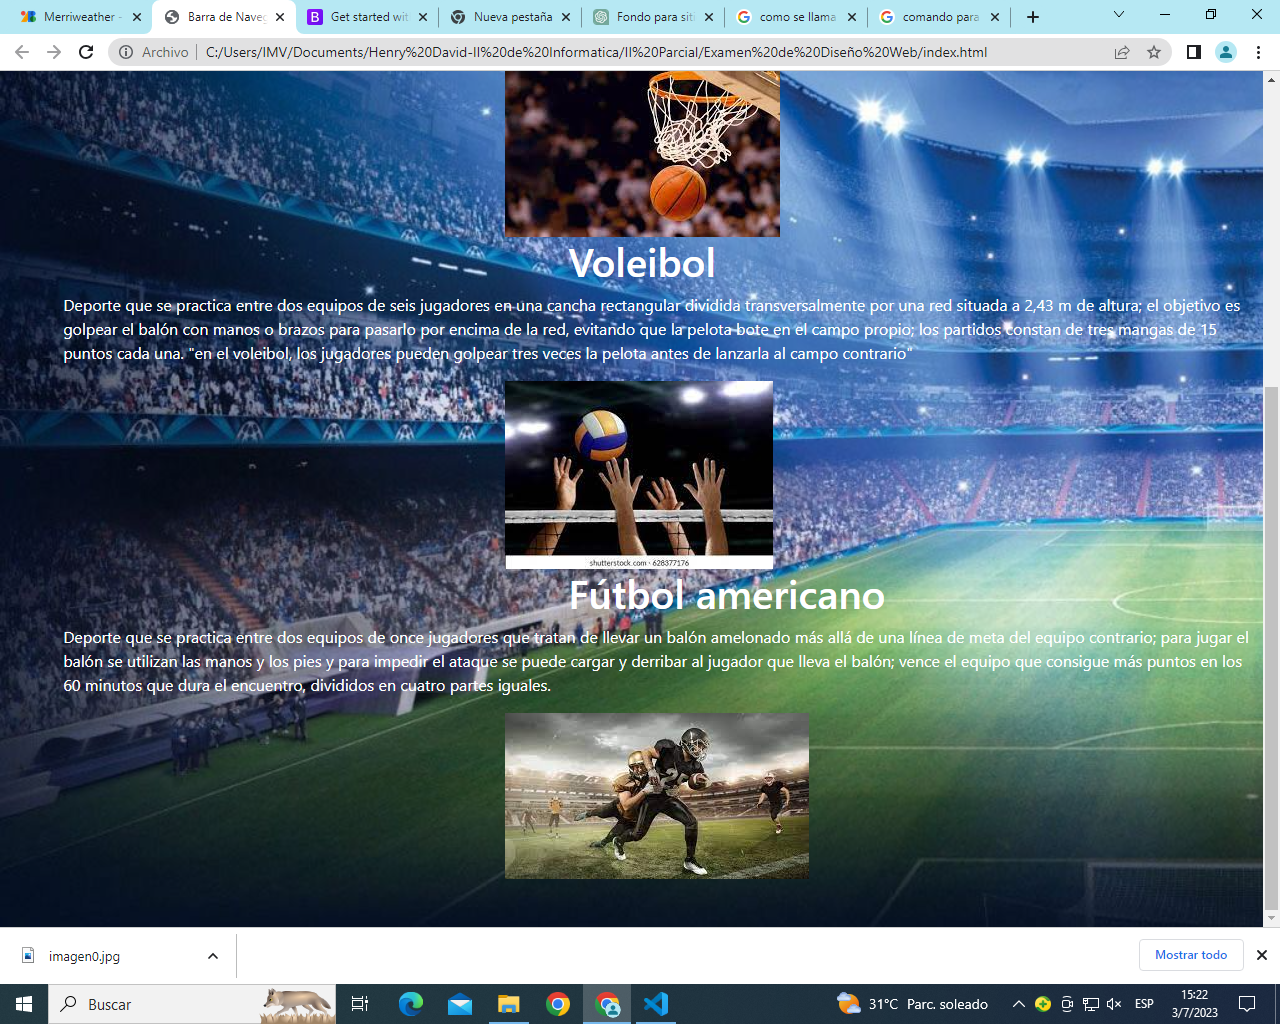 Merriweather -
Barra de Naveg
Get started wit
Nueva pestaña
Fondo para siti
como se llama
comando para
Archivo
C:/Users/IMV/Documents/Henry%20David-II%20de%20Informatica/II%20Parcial/Examen%20de%20Diseño%20Web/index.html
Voleibol
Deporte que se practica entre dos equipos de seis jugadores en una cancha rectangular dividida transversalmente por una red situada a 2,43 m de altura; el objetivo es
golpear el balón con manos o brazos para pasarlo por encima de la red, evitando que la pelota bote en el campo propio; los partidos constan de tres mangas de 15
puntos cada una. "en el voleibol, los jugadores pueden golpear tres veces la pelota antes de lanzarla al campo contrario"
shutterstock.com · 628377176
Fútbol americano
Deporte que se practica entre dos equipos de once jugadores que tratan de llevar un balón amelonado más allá de una línea de meta del equipo contrario; para jugar el
balón se utilizan las manos y los pies y para impedir el ataque se puede cargar y derribar al jugador que lleva el balón; vence el equipo que consigue más puntos en los
60 minutos que dura el encuentro, divididos en cuatro partes iguales.
imagen0.jpg
Mostrar todo
Buscar
31°C Parc. soleado
ESP
15:22
3/7/2023